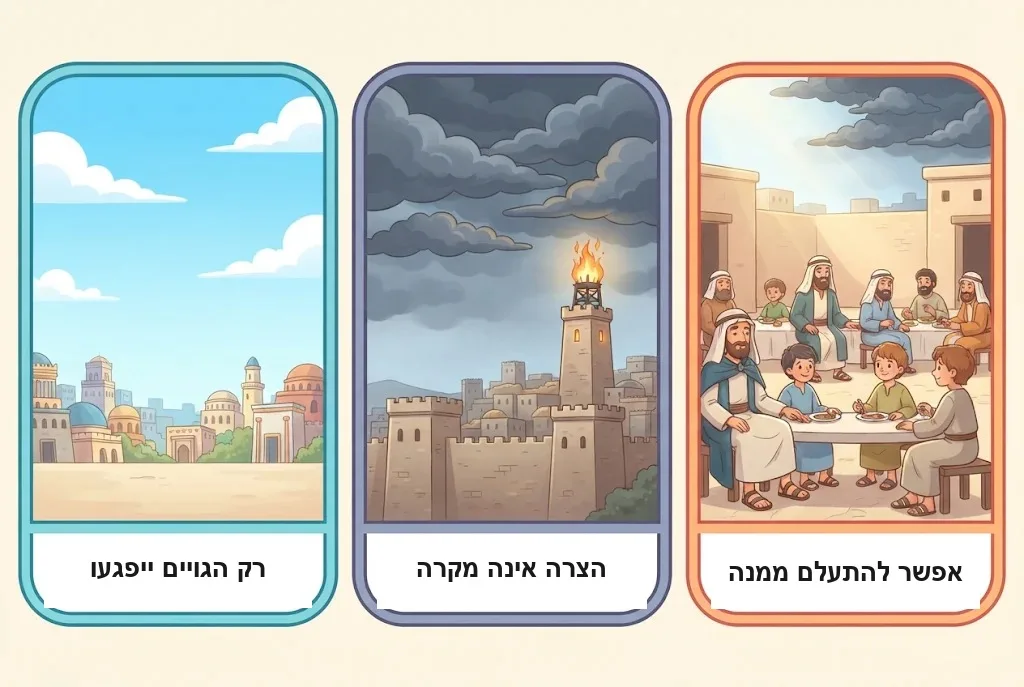 אפשר להתעלם ממנה
הצרה אינה מקרה
רק הגויים ייפגעו